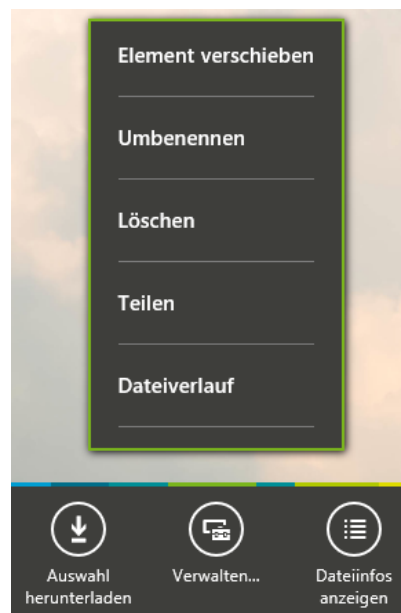 Element verschieben
Umbenennen
Löschen
Teilen
Dateiverlauf
Auswahl
herunterladen
Verwalten...
Dateiinfos
anzeigen